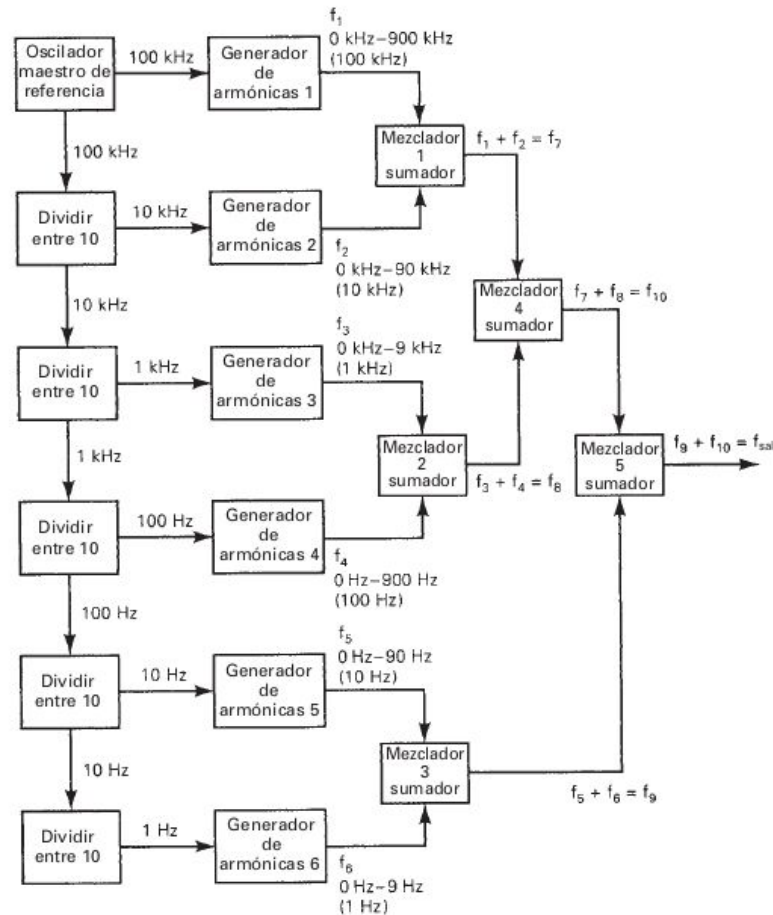 Oscilador
maestro de
referencia
100 kHz
Generador
de
armónicas 1
f₁
0 kHz–900 kHz
(100 kHz)
100 kHz
Mezclador
1
sumador
f₁ + f₂ = f₇
Dividir
entre 10
10 kHz
Generador
de
armónicas 2
f₂
0 kHz–90 kHz
(10 kHz)
10 kHz
Mezclador
4
sumador
f₇ + f₈ = f₁₀
Dividir
entre 10
1 kHz
Generador
de
armónicas 3
f₃
0 kHz–9 kHz
(1 kHz)
1 kHz
Mezclador
2
sumador
f₃ + f₄ = f₈
Mezclador
5
sumador
f₉ + f₁₀ = fsal
Dividir
entre 10
100 Hz
Generador
de
armónicas 4
f₄
0 Hz–900 Hz
(100 Hz)
100 Hz
Dividir
entre 10
10 Hz
Generador
de
armónicas 5
f₅
0 Hz–90 Hz
(10 Hz)
10 Hz
Mezclador
3
sumador
f₅ + f₆ = f₉
Dividir
entre 10
1 Hz
Generador
de
armónicas 6
f₆
0 Hz–9 Hz
(1 Hz)